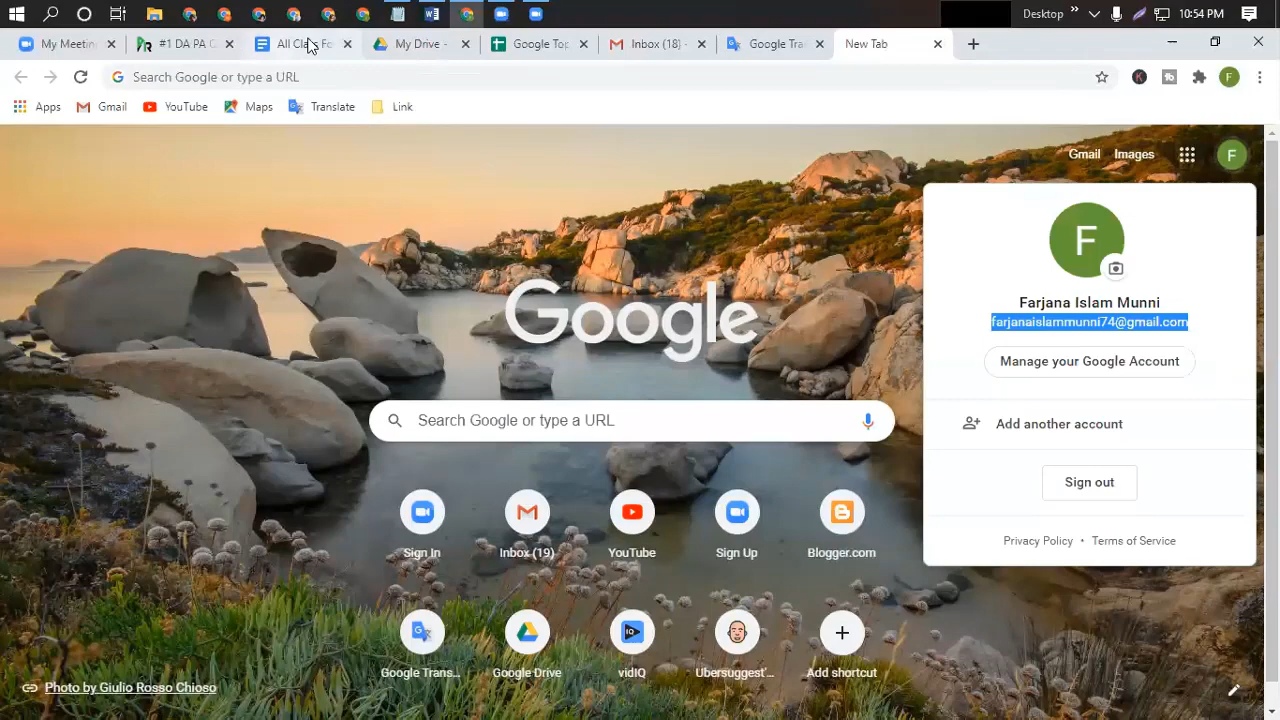 Desktop
10:54 PM
My Meetin
#1 DA PA C
All Cla
Fo
My Drive -
Google Top
Inbox (18) -
Google Tra
New Tab
Search Google or type a URL
F
Apps
Gmail
YouTube
Maps
Translate
Link
Gmail
Images
F
F
Farjana Islam Munni
farjanaislammunni74@gmail.com
Manage your Google Account
Google
Search Google or type a URL
Add another account
Sign out
Privacy Policy • Terms of Service
Sign In
Inbox (19)
YouTube
Sign Up
Blogger.com
Google Trans...
Google Drive
vidIQ
Ubersuggest'...
Add shortcut
Photo by Giulio Rosso Chioso